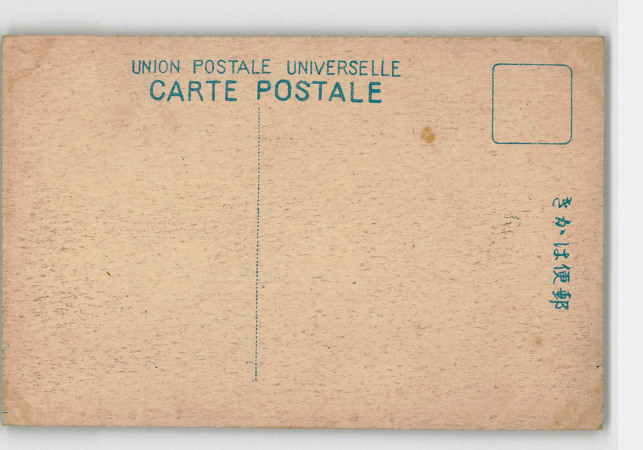 UNION POSTALE UNIVERSELLE
CARTE POSTALE
きかは便郵